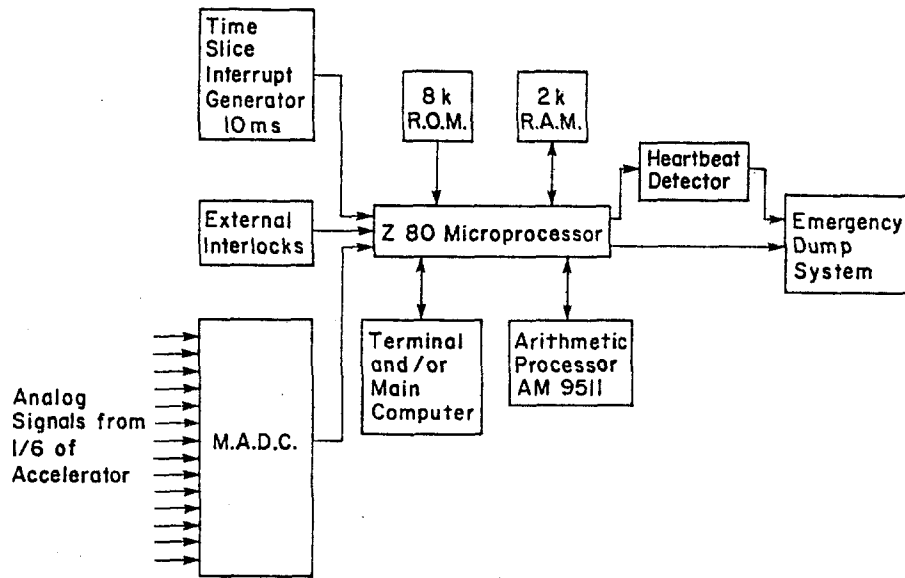 Time
Slice
Interrupt
Generator
10 ms
8 k
R.O.M.
2 k
R.A.M.
Heartbeat
Detector
External
Interlocks
Z 80 Microprocessor
Emergency
Dump
System
Analog
Signals from
1/6 of
Accelerator
M.A.D.C.
Terminal
and/or
Main
Computer
Arithmetic
Processor
AM 9511